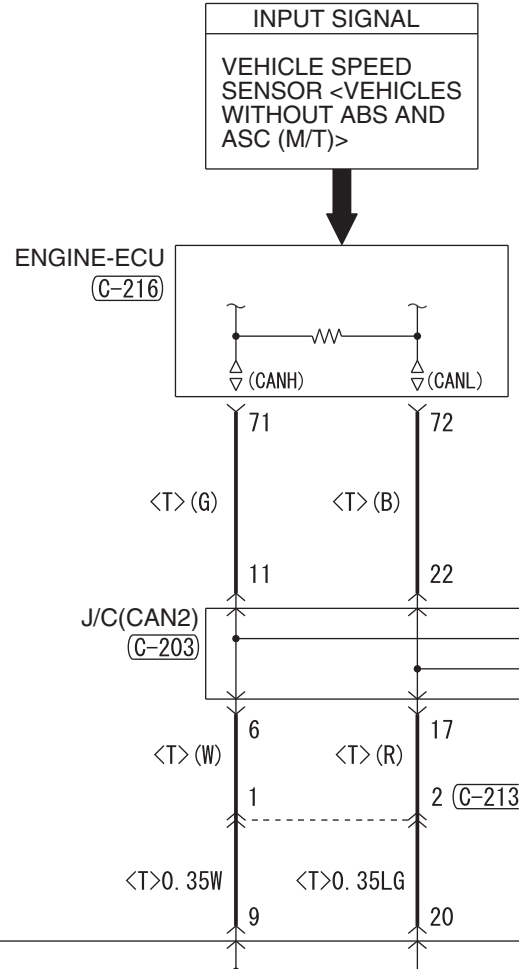 INPUT SIGNAL
VEHICLE SPEED
SENSOR <VEHICLES
WITHOUT ABS AND
ASC (M/T)>
ENGINE-ECU
C-216
(CANH)
(CANL)
71
72
<T>(G)
<T>(B)
11
22
J/C(CAN2)
C-203
6
17
<T>(W)
<T>(R)
1
2 C-213
<T>0.35W
<T>0.35LG
9
20